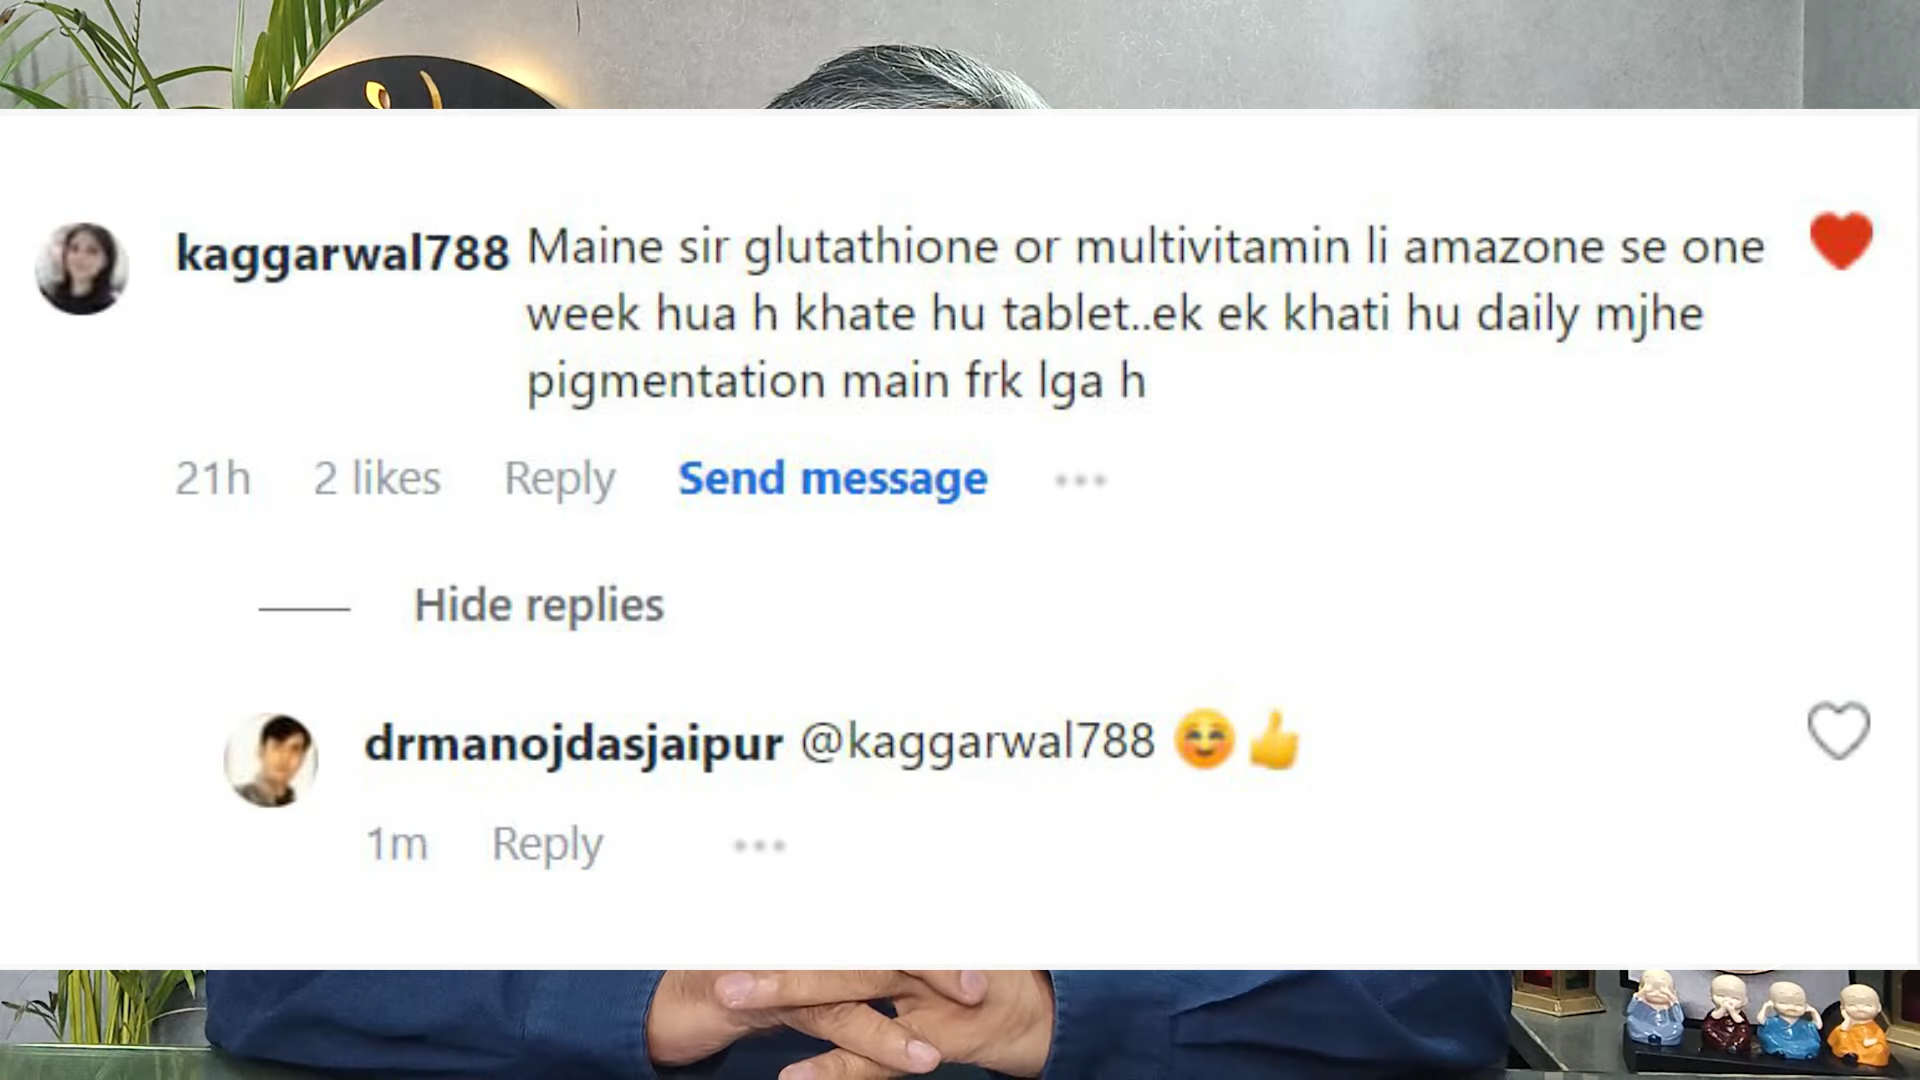 kaggarwal788 Maine sir glutathione or multivitamin li amazone se one
week hua h khate hu tablet..ek ek khati hu daily mjhe
pigmentation main frk lga h
21h 2 likes Reply Send message
Hide replies
drmanojdasjaipur @kaggarwal788 ☺️👍
1m Reply